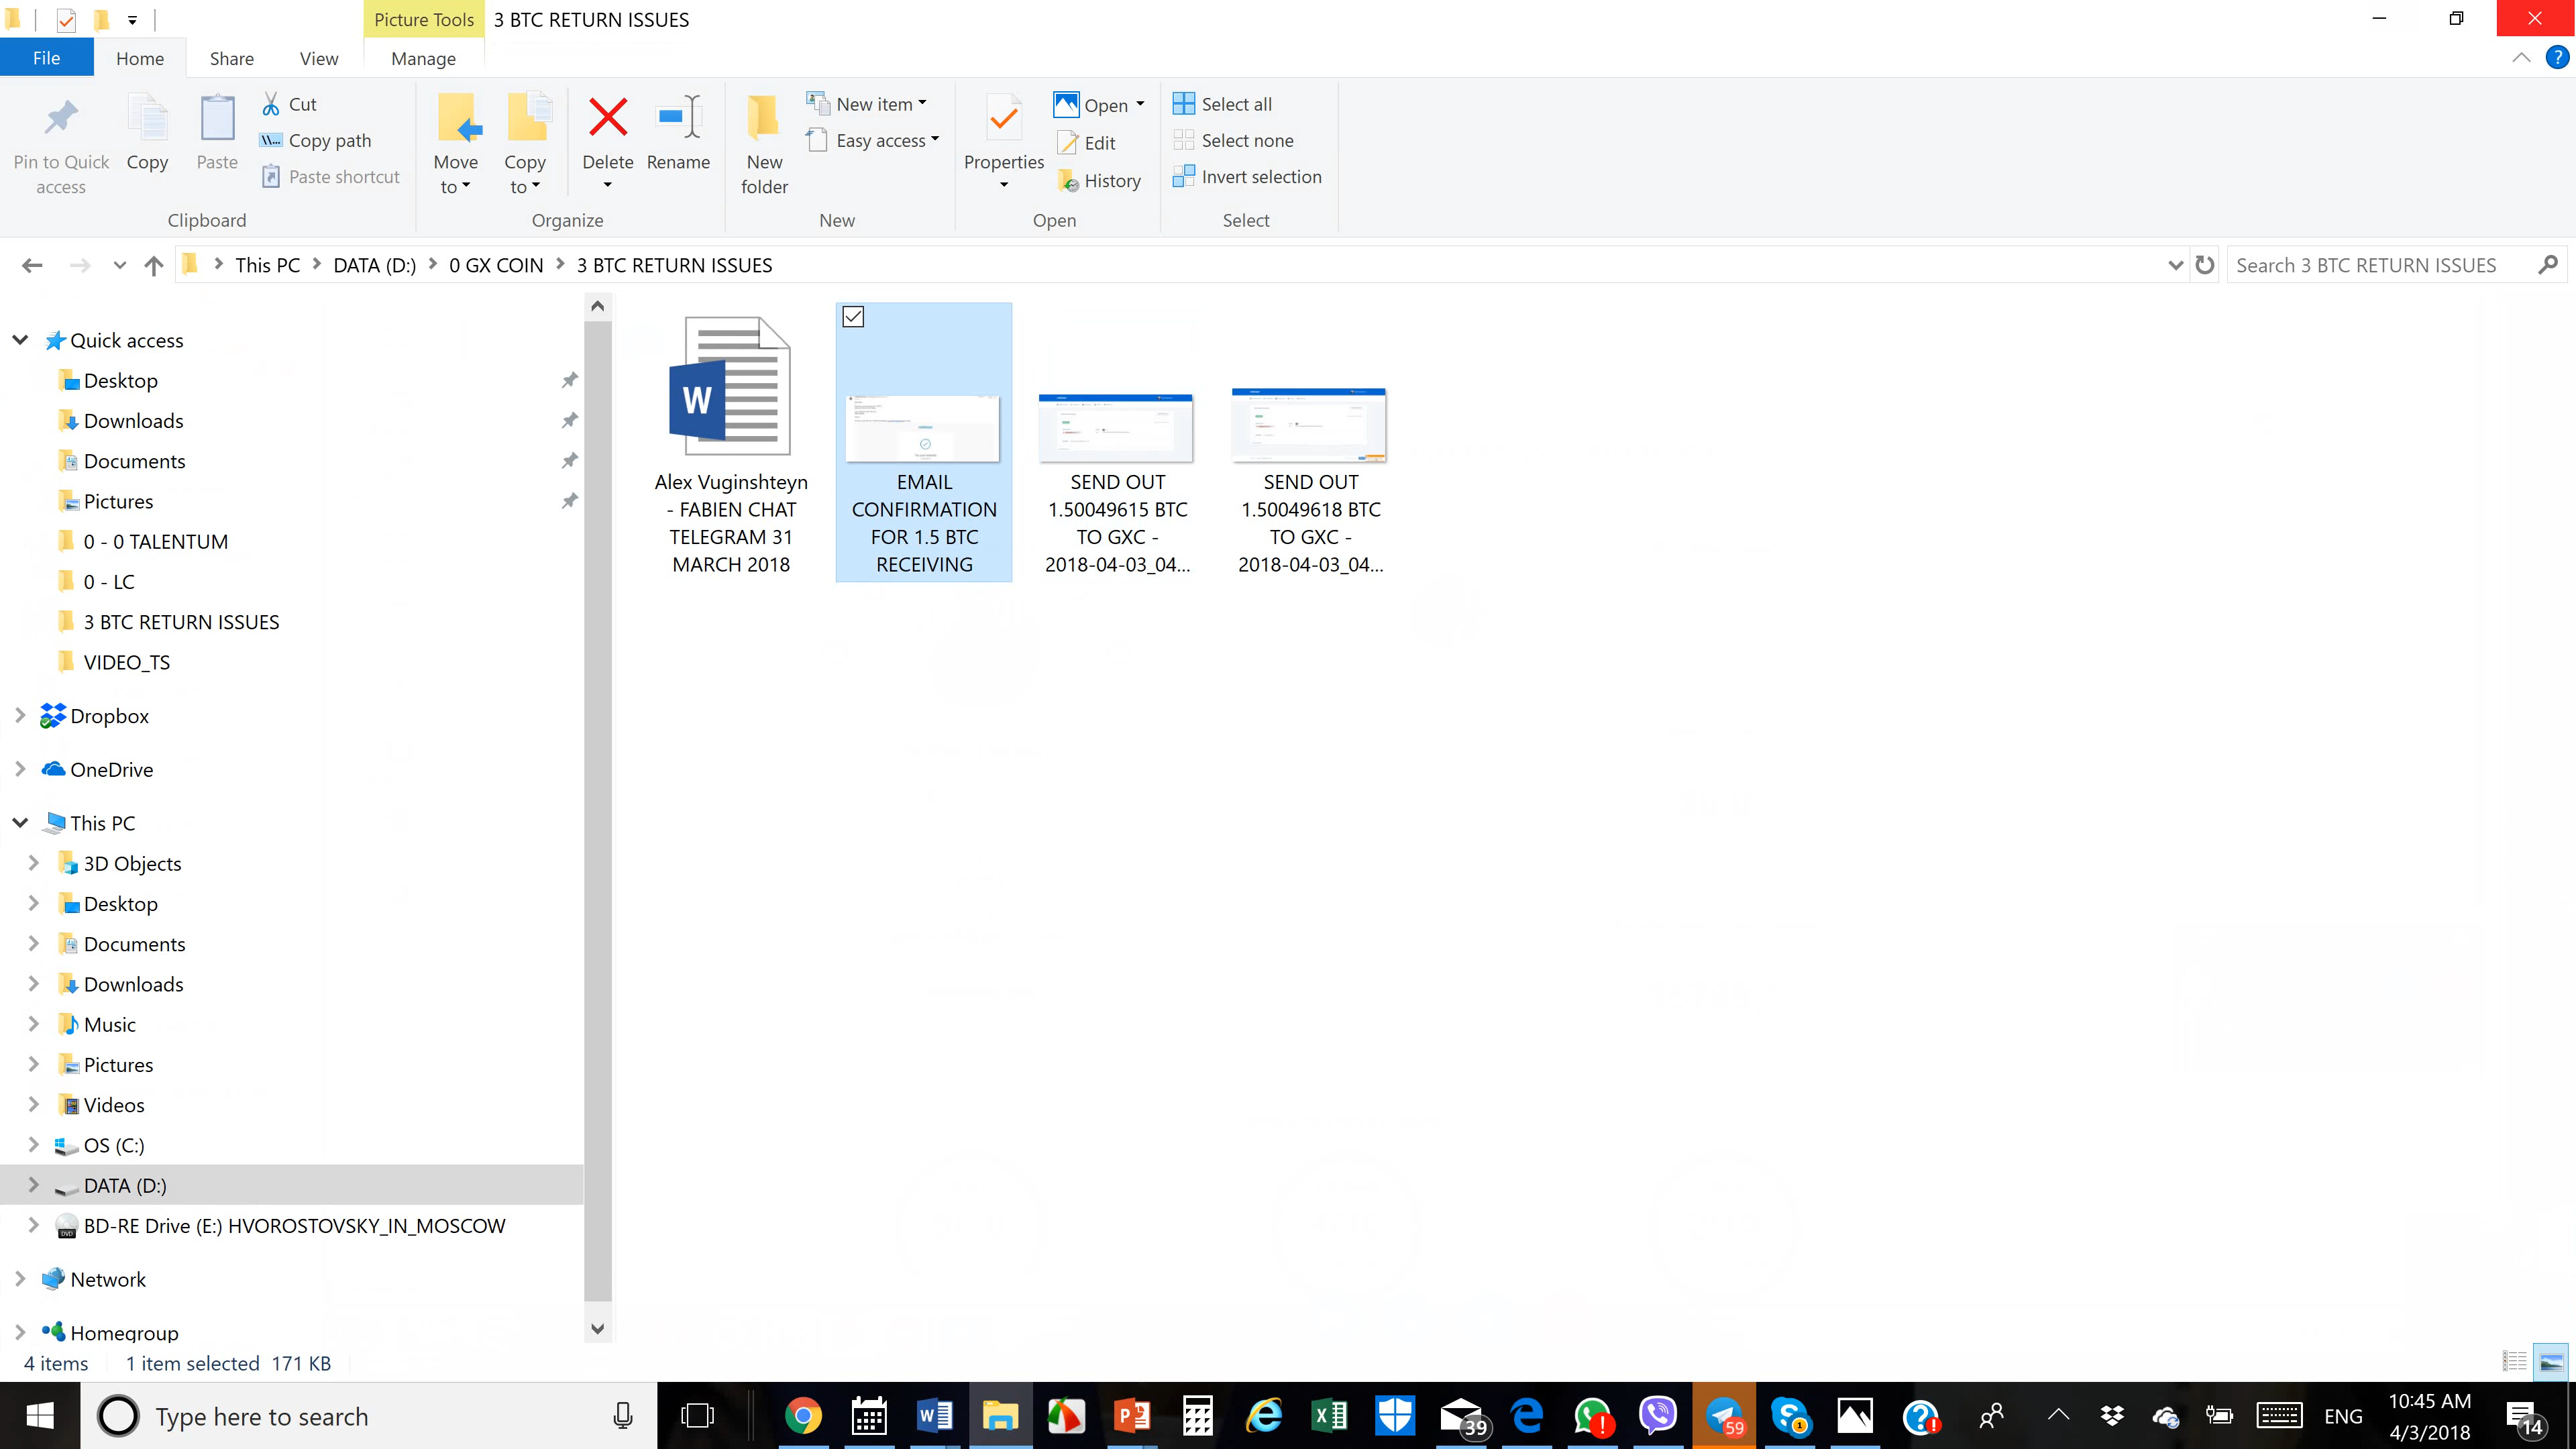 Picture Tools
3 BTC RETURN ISSUES
File
Home
Share
View
Manage
Pin to Quick
access
Copy
Paste
Cut
Copy path
Paste shortcut
Clipboard
Move
to
Copy
to
Delete
Rename
Organize
New
folder
New item
Easy access
New
Properties
Open
Edit
History
Open
Select all
Select none
Invert selection
Select
This PC
DATA (D:)
0 GX COIN
3 BTC RETURN ISSUES
Search 3 BTC RETURN ISSUES
Quick access
Desktop
Downloads
Documents
Pictures
0 - 0 TALENTUM
0 - LC
3 BTC RETURN ISSUES
VIDEO_TS
Dropbox
OneDrive
This PC
3D Objects
Desktop
Documents
Downloads
Music
Pictures
Videos
OS (C:)
DATA (D:)
BD-RE Drive (E:) HVOROSTOVSKY_IN_MOSCOW
Network
Homegroup
Alex Vuginshteyn
- FABIEN CHAT
TELEGRAM 31
MARCH 2018
EMAIL
CONFIRMATION
FOR 1.5 BTC
RECEIVING
SEND OUT
1.50049615 BTC
TO GXC -
2018-04-03_04...
SEND OUT
1.50049618 BTC
TO GXC -
2018-04-03_04...
4 items
1 item selected 171 KB
Type here to search
39
59
1
ENG
10:45 AM
4/3/2018
14